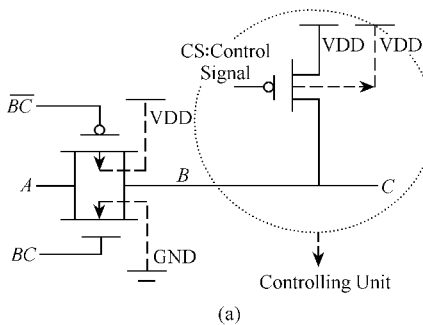 CS:Control
Signal
VDD
VDD
BC
VDD
A
B
C
BC
GND
Controlling Unit
(a)